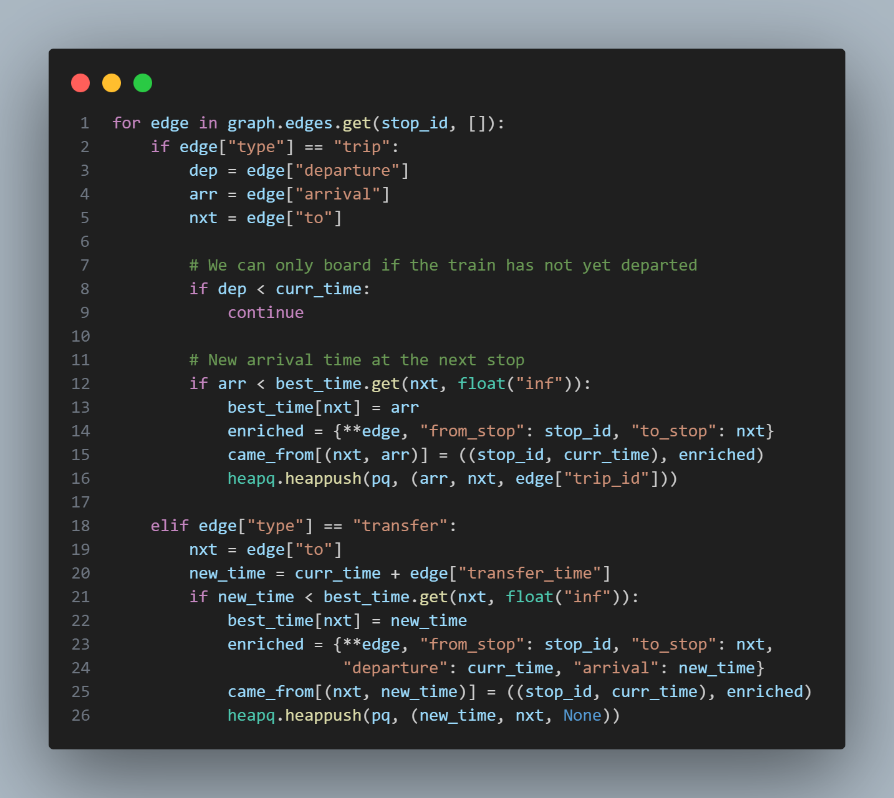 1 for edge in graph.edges.get(stop_id, []):
2     if edge["type"] == "trip":
3         dep = edge["departure"]
4         arr = edge["arrival"]
5         nxt = edge["to"]
6
7         # We can only board if the train has not yet departed
8         if dep < curr_time:
9             continue
10
11         # New arrival time at the next stop
12         if arr < best_time.get(nxt, float("inf")):
13             best_time[nxt] = arr
14             enriched = {**edge, "from_stop": stop_id, "to_stop": nxt}
15             came_from[(nxt, arr)] = ((stop_id, curr_time), enriched)
16             heapq.heappush(pq, (arr, nxt, edge["trip_id"]))
17
18     elif edge["type"] == "transfer":
19         nxt = edge["to"]
20         new_time = curr_time + edge["transfer_time"]
21         if new_time < best_time.get(nxt, float("inf")):
22             best_time[nxt] = new_time
23             enriched = {**edge, "from_stop": stop_id, "to_stop": nxt,
24                         "departure": curr_time, "arrival": new_time}
25             came_from[(nxt, new_time)] = ((stop_id, curr_time), enriched)
26             heapq.heappush(pq, (new_time, nxt, None))